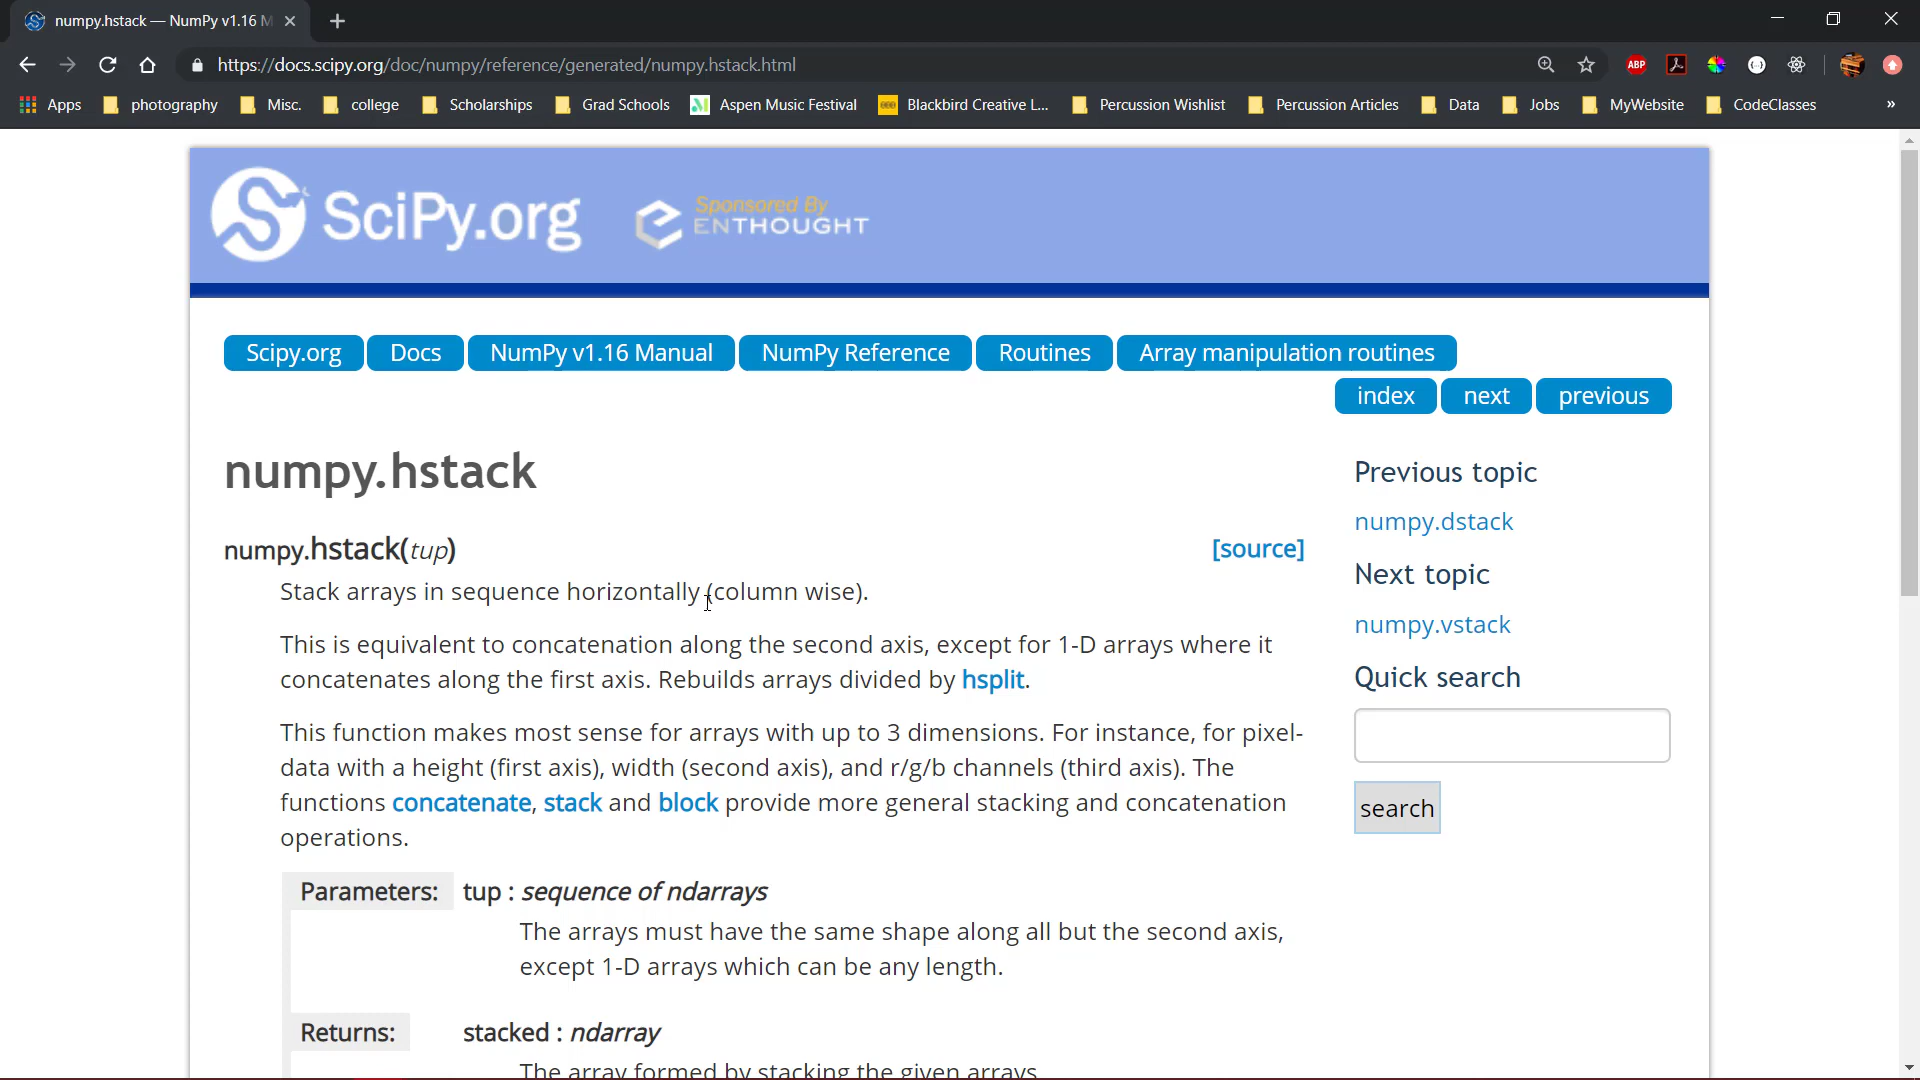 numpy.hstack — NumPy v1.16 M
https://docs.scipy.org/doc/numpy/reference/generated/numpy.hstack.html
ABP
Apps photography Misc. college Scholarships Grad Schools Aspen Music Festival Blackbird Creative L... Percussion Wishlist Percussion Articles Data Jobs MyWebsite CodeClasses »
SciPy.org
Sponsored By
ENTHOUGHT
Scipy.org Docs NumPy v1.16 Manual NumPy Reference Routines Array manipulation routines
index next previous
numpy.hstack
numpy.hstack(tup) [source]
Stack arrays in sequence horizontally (column wise).
This is equivalent to concatenation along the second axis, except for 1-D arrays where it
concatenates along the first axis. Rebuilds arrays divided by hsplit.
This function makes most sense for arrays with up to 3 dimensions. For instance, for pixel-
data with a height (first axis), width (second axis), and r/g/b channels (third axis). The
functions concatenate, stack and block provide more general stacking and concatenation
operations.
Parameters: tup : sequence of ndarrays
The arrays must have the same shape along all but the second axis,
except 1-D arrays which can be any length.
Returns: stacked : ndarray
The array formed by stacking the given arrays
Previous topic
numpy.dstack
Next topic
numpy.vstack
Quick search
search